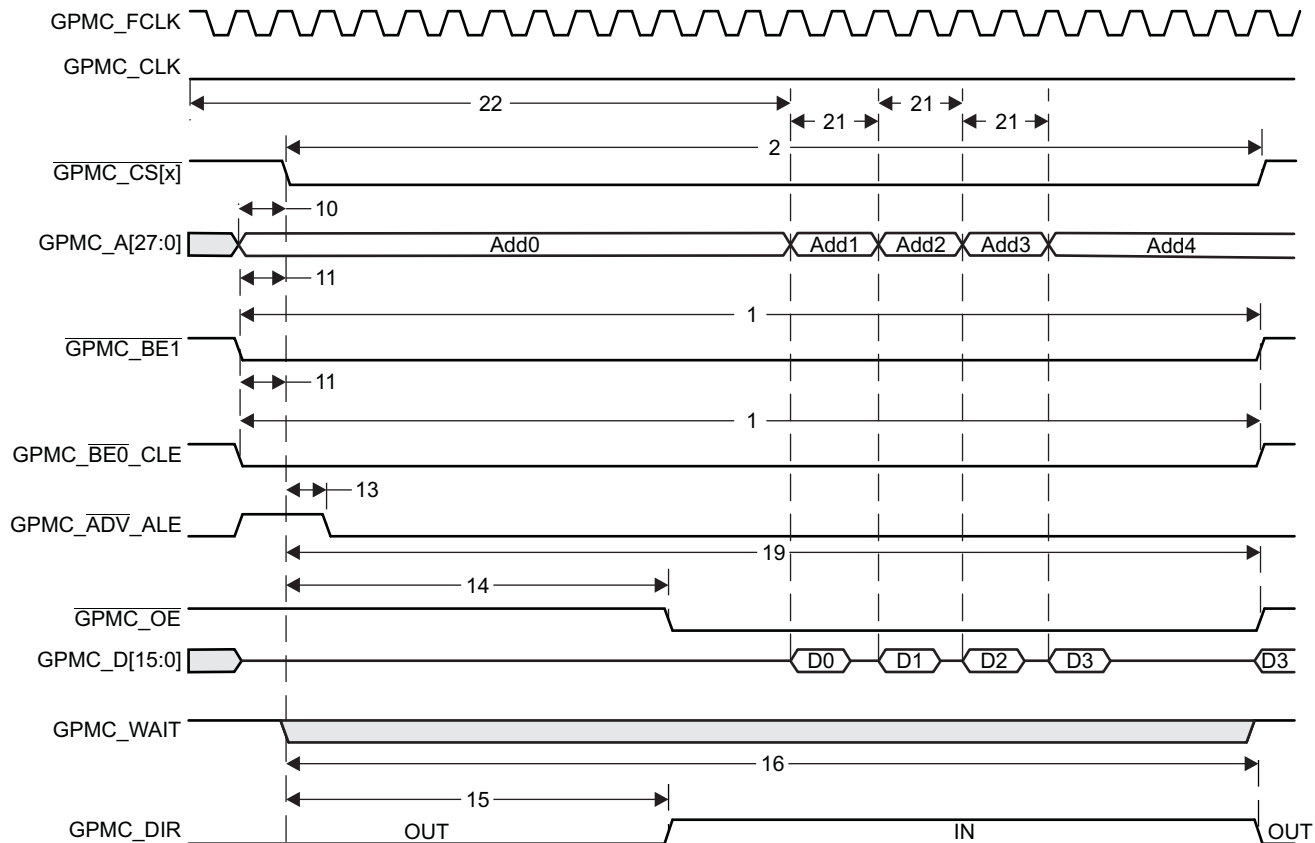 GPMC_FCLK
GPMC_CLK
22
21
21
21
2
GPMC_CS[x]
10
GPMC_A[27:0]
Add0
Add1
Add2
Add3
Add4
11
1
GPMC_BE1
11
1
GPMC_BE0_CLE
13
GPMC_ADV_ALE
19
14
GPMC_OE
GPMC_D[15:0]
D0
D1
D2
D3
D3
GPMC_WAIT
16
15
GPMC_DIR
OUT
IN
OUT